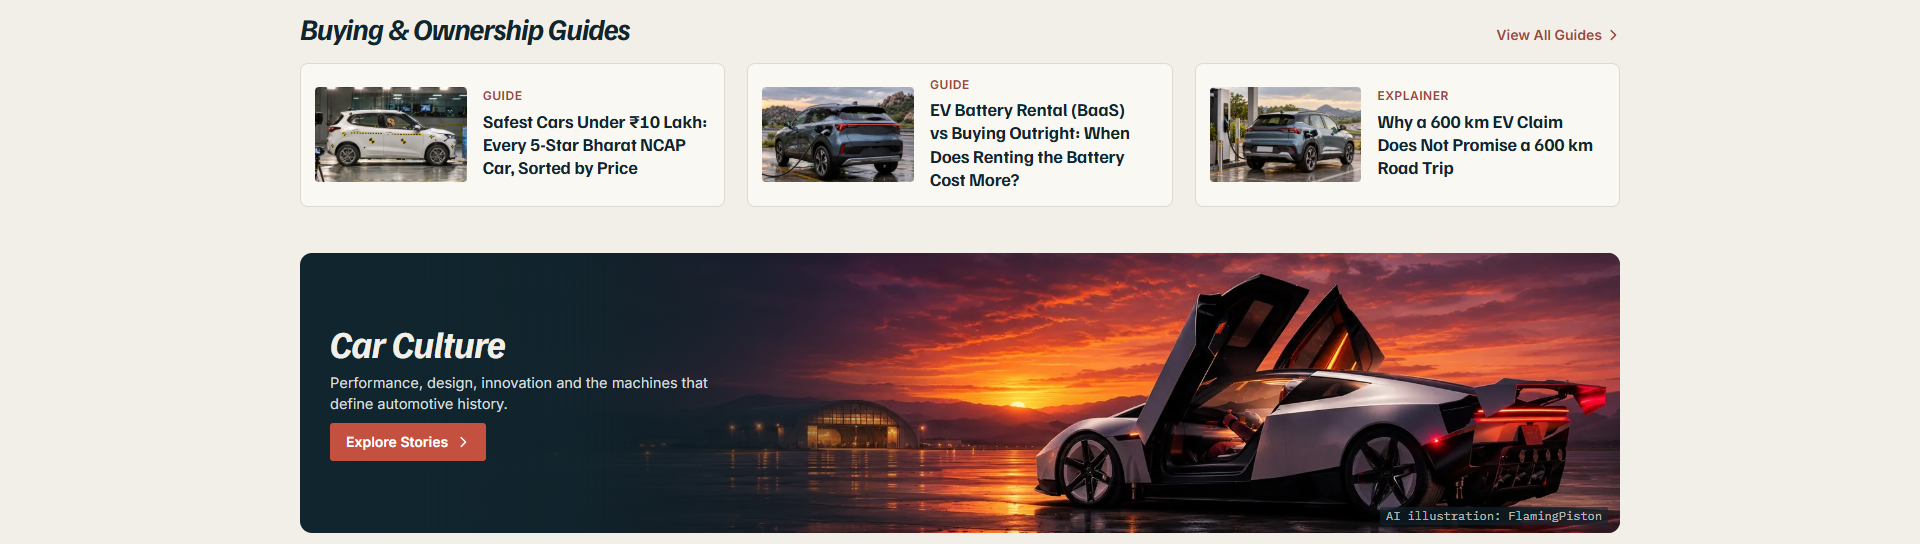 Buying & Ownership Guides
View All Guides
GUIDE
Safest Cars Under ₹10 Lakh:
Every 5-Star Bharat NCAP
Car, Sorted by Price
GUIDE
EV Battery Rental (BaaS)
vs Buying Outright: When
Does Renting the Battery
Cost More?
EXPLAINER
Why a 600 km EV Claim
Does Not Promise a 600 km
Road Trip
Car Culture
Performance, design, innovation and the machines that
define automotive history.
Explore Stories
AI illustration: FlamingPiston